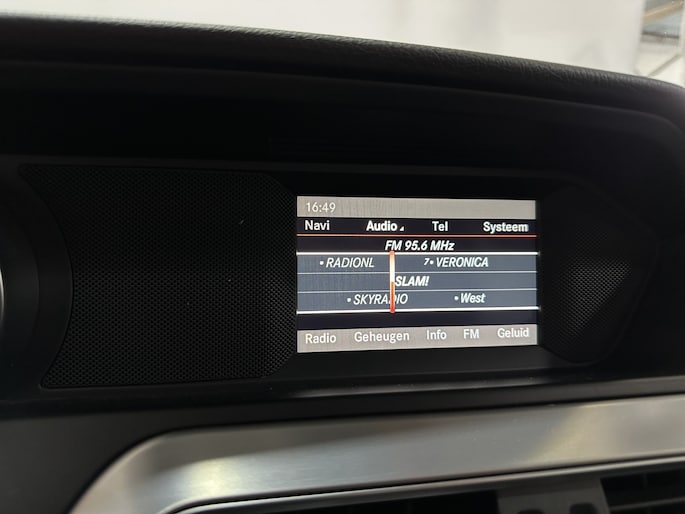 16:49
Navi Audio Tel Systeem
FM 95.6 MHz
• RADIONL 7• VERONICA
SLAM!
• SKYRADIO • West
Radio Geheugen Info FM Geluid